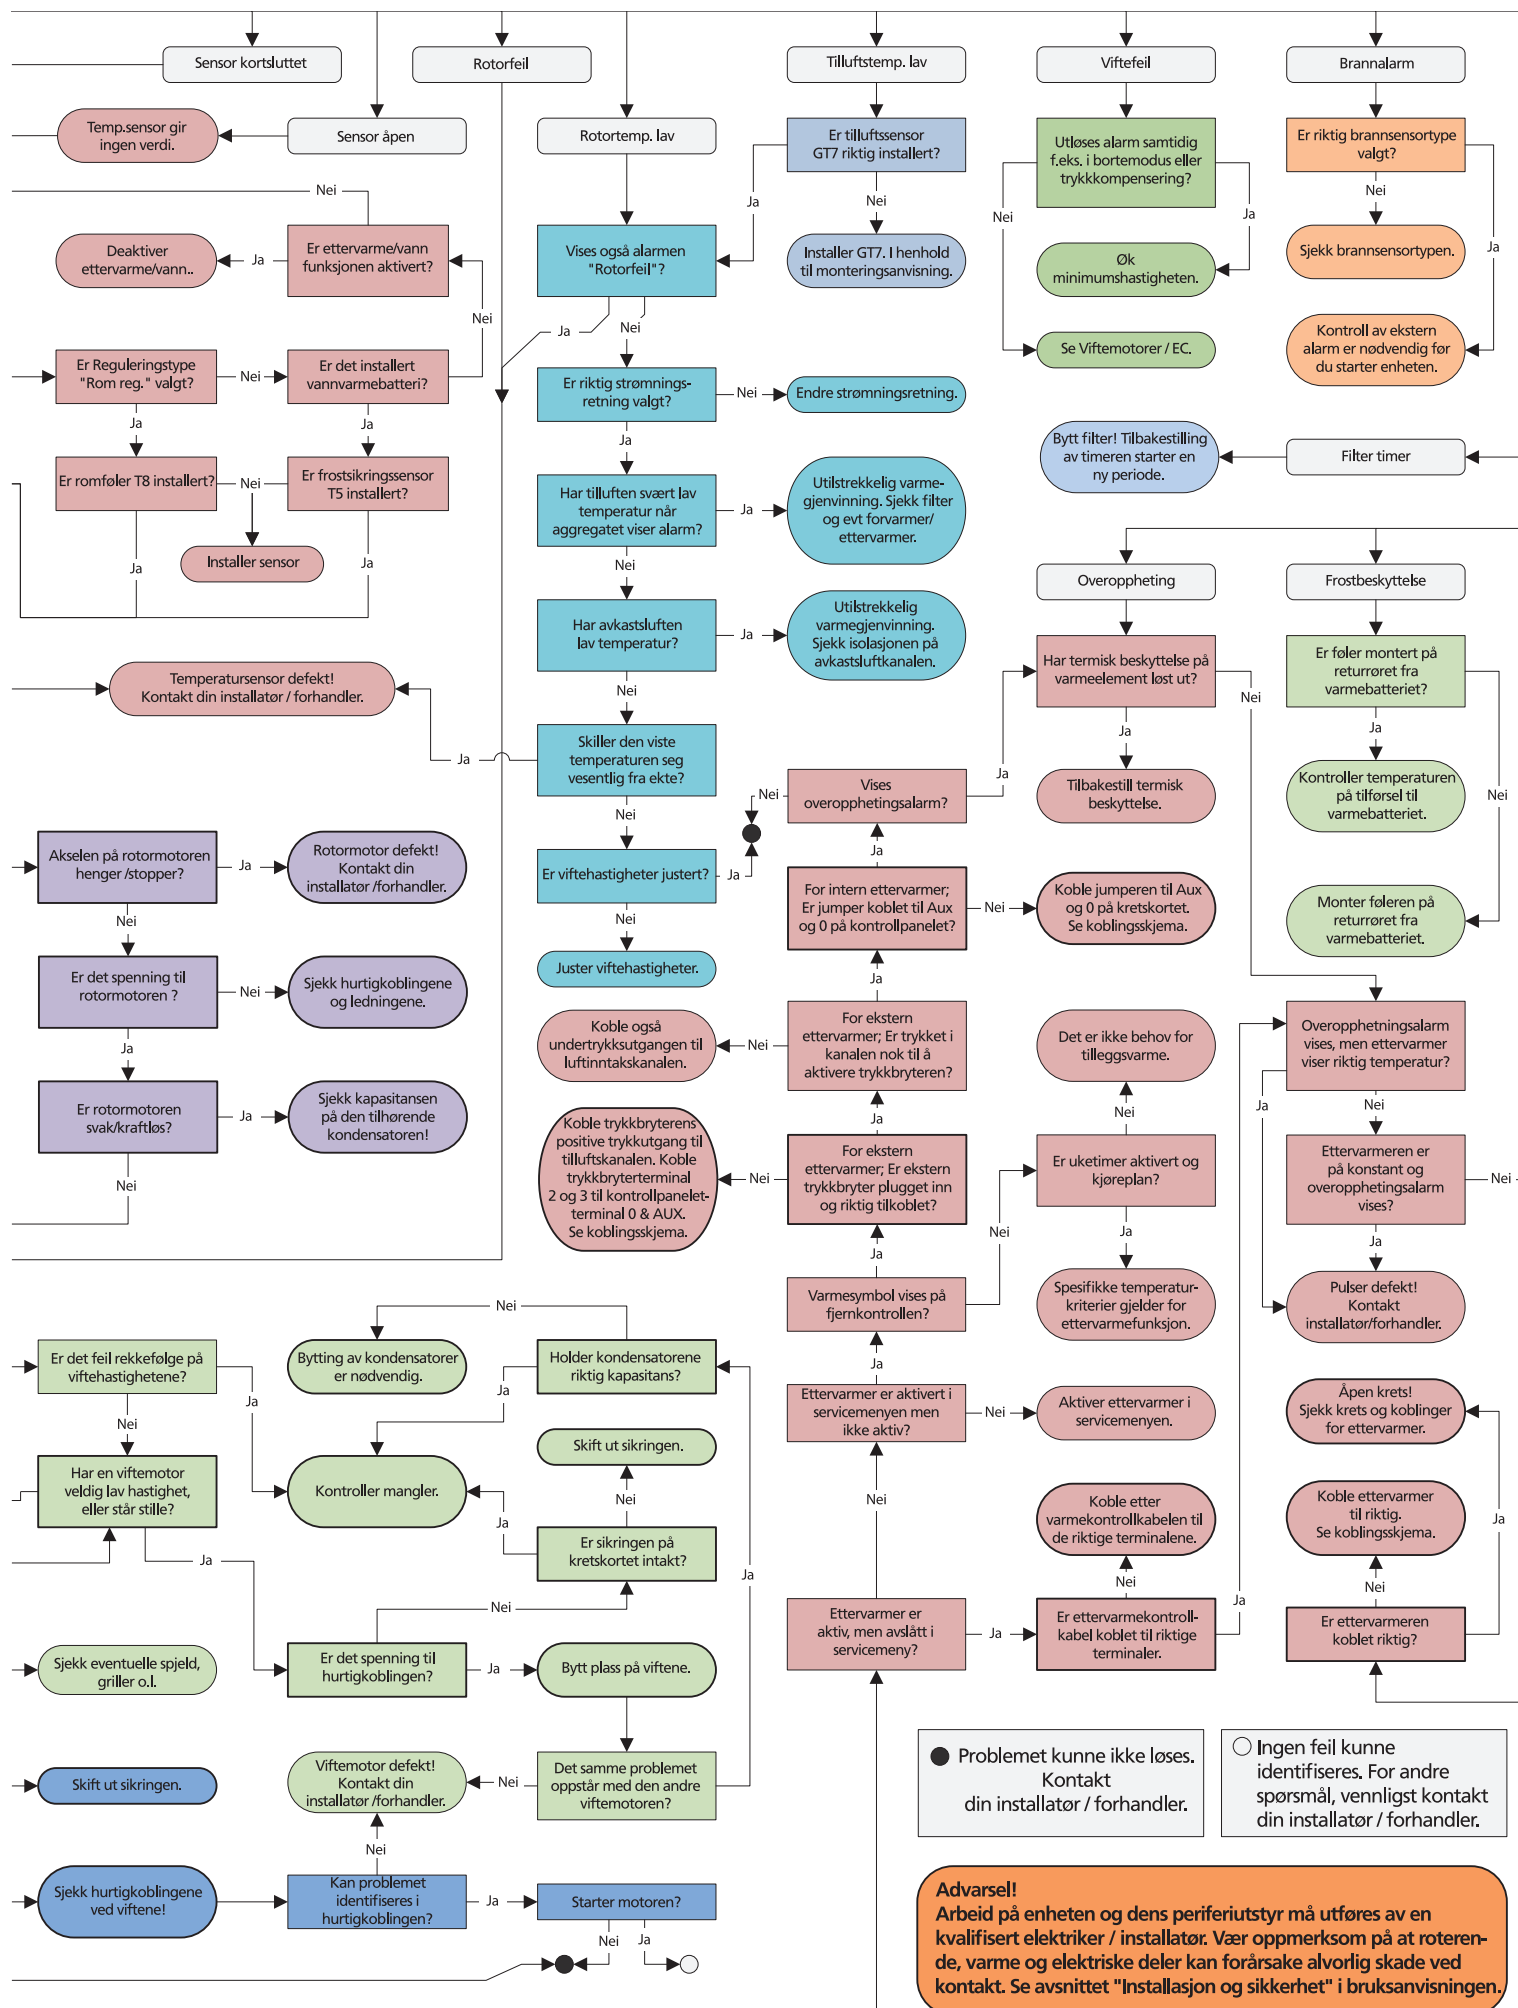 Sensor kortsluttet
Rotorfeil
Tilluftstemp. lav
Viftefeil
Brannalarm
Temp.sensor gir
ingen verdi.
Sensor åpen
Rotortemp. lav
Er tilluftssensor
GT7 riktig installert?
Utløses alarm samtidig
f.eks. i bortemodus eller
trykkkompensering?
Er riktig brannsensortype
valgt?
Nei
Ja
Nei
Nei
Ja
Nei
Ja
Deaktiver
ettervarme/vann..
Ja
Er ettervarme/vann
funksjonen aktivert?
Vises også alarmen
"Rotorfeil"?
Installer GT7. I henhold
til monteringsanvisning.
Øk
minimumshastigheten.
Sjekk brannsensortypen.
Nei
Ja
Nei
Er Reguleringstype
"Rom reg." valgt?
Nei
Er det installert
vannvarmebatteri?
Se Viftemotorer / EC.
Kontroll av ekstern
alarm er nødvendig før
du starter enheten.
Er riktig strømnings-
retning valgt?
Nei
Endre strømningsretning.
Ja
Ja
Ja
Bytt filter! Tilbakestilling
av timeren starter en
ny periode.
Filter timer
Er romføler T8 installert?
Nei
Er frostsikringssensor
T5 installert?
Har tilluften svært lav
temperatur når
aggregatet viser alarm?
Ja
Utilstrekkelig varme-
gjenvinning. Sjekk filter
og evt forvarmer/
ettervarmer.
Ja
Installer sensor
Ja
Nei
Overoppheting
Frostbeskyttelse
Har avkastsluften
lav temperatur?
Ja
Utilstrekkelig
varmegjenvinning.
Sjekk isolasjonen på
avkastsluftkanalen.
Har termisk beskyttelse på
varmeelement løst ut?
Er føler montert på
returrøret fra
varmebatteriet?
Temperatursensor defekt!
Kontakt din installatør / forhandler.
Nei
Nei
Ja
Ja
Ja
Skiller den viste
temperaturen seg
vesentlig fra ekte?
Ja
Vises
overopphetingsalarm?
Nei
Tilbakestill termisk
beskyttelse.
Kontroller temperaturen
på tilførsel til
varmebatteriet.
Nei
Nei
Akselen på rotormotoren
henger /stopper?
Ja
Rotormotor defekt!
Kontakt din
installatør /forhandler.
Er viftehastigheter justert?
Ja
Ja
For intern ettervarmer;
Er jumper koblet til Aux
og 0 på kontrollpanelet?
Nei
Koble jumperen til Aux
og 0 på kretskortet.
Se koblingsskjema.
Monter føleren på
returrøret fra
varmebatteriet.
Nei
Nei
Er det spenning til
rotormotoren ?
Nei
Sjekk hurtigkoblingene
og ledningene.
Juster viftehastigheter.
Ja
Ja
Koble også
undertrykksutgangen til
luftinntakskanalen.
Nei
For ekstern
ettervarmer; Er trykket i
kanalen nok til å
aktivere trykkbryteren?
Det er ikke behov for
tilleggsvarme.
Overopphetningsalarm
vises, men ettervarmer
viser riktig temperatur?
Er rotormotoren
svak/kraftløs?
Ja
Sjekk kapasitansen
på den tilhørende
kondensatoren!
Ja
Nei
Ja
Nei
Nei
Koble trykkbryterens
positive trykkutgang til
tilluftskanalen. Koble
trykkbryterterminal
2 og 3 til kontrollpanelet-
terminal 0 & AUX.
Se koblingsskjema.
Nei
For ekstern
ettervarmer; Er ekstern
trykkbryter plugget inn
og riktig tilkoblet?
Er uketimer aktivert og
kjøreplan?
Ettervarmeren er
på konstant og
overopphetingsalarm
vises?
Nei
Nei
Ja
Ja
Ja
Varmesymbol vises på
fjernkontrollen?
Spesifikke temperatur-
kriterier gjelder for
ettervarmefunksjon.
Pulser defekt!
Kontakt
installatør/forhandler.
Nei
Er det feil rekkefølge på
viftehastighetene?
Bytting av kondensatorer
er nødvendig.
Holder kondensatorene
riktig kapasitans?
Ja
Ja
Ja
Ettervarmer er aktivert i
servicemenyen men
ikke aktiv?
Nei
Aktiver ettervarmer i
servicemenyen.
Åpen krets!
Sjekk krets og koblinger
for ettervarmer.
Nei
Skift ut sikringen.
Har en viftemotor
veldig lav hastighet,
eller står stille?
Kontroller mangler.
Nei
Nei
Koble etter
varmekontrollkabelen til
de riktige terminalene.
Koble ettervarmer
til riktig.
Se koblingsskjema.
Ja
Ja
Er sikringen på
kretskortet intakt?
Ja
Ja
Nei
Nei
Nei
Ja
Ettervarmer er
aktiv, men avslått i
servicemeny?
Ja
Er ettervarmekontroll-
kabel koblet til riktige
terminaler.
Er ettervarmeren
koblet riktig?
Sjekk eventuelle spjeld,
griller o.l.
Er det spenning til
hurtigkoblingen?
Ja
Bytt plass på viftene.
Skift ut sikringen.
Viftemotor defekt!
Kontakt din
installatør /forhandler.
Nei
Det samme problemet
oppstår med den andre
viftemotoren?
Problemet kunne ikke løses.
Kontakt
din installatør / forhandler.
Ingen feil kunne
identifiseres. For andre
spørsmål, vennligst kontakt
din installatør / forhandler.
Nei
Sjekk hurtigkoblingene
ved viftene!
Kan problemet
identifiseres i
hurtigkoblingen?
Ja
Starter motoren?
Nei
Ja
Advarsel!
Arbeid på enheten og dens periferiutstyr må utføres av en
kvalifisert elektriker / installatør. Vær oppmerksom på at roteren-
de, varme og elektriske deler kan forårsake alvorlig skade ved
kontakt. Se avsnittet "Installasjon og sikkerhet" i bruksanvisningen.